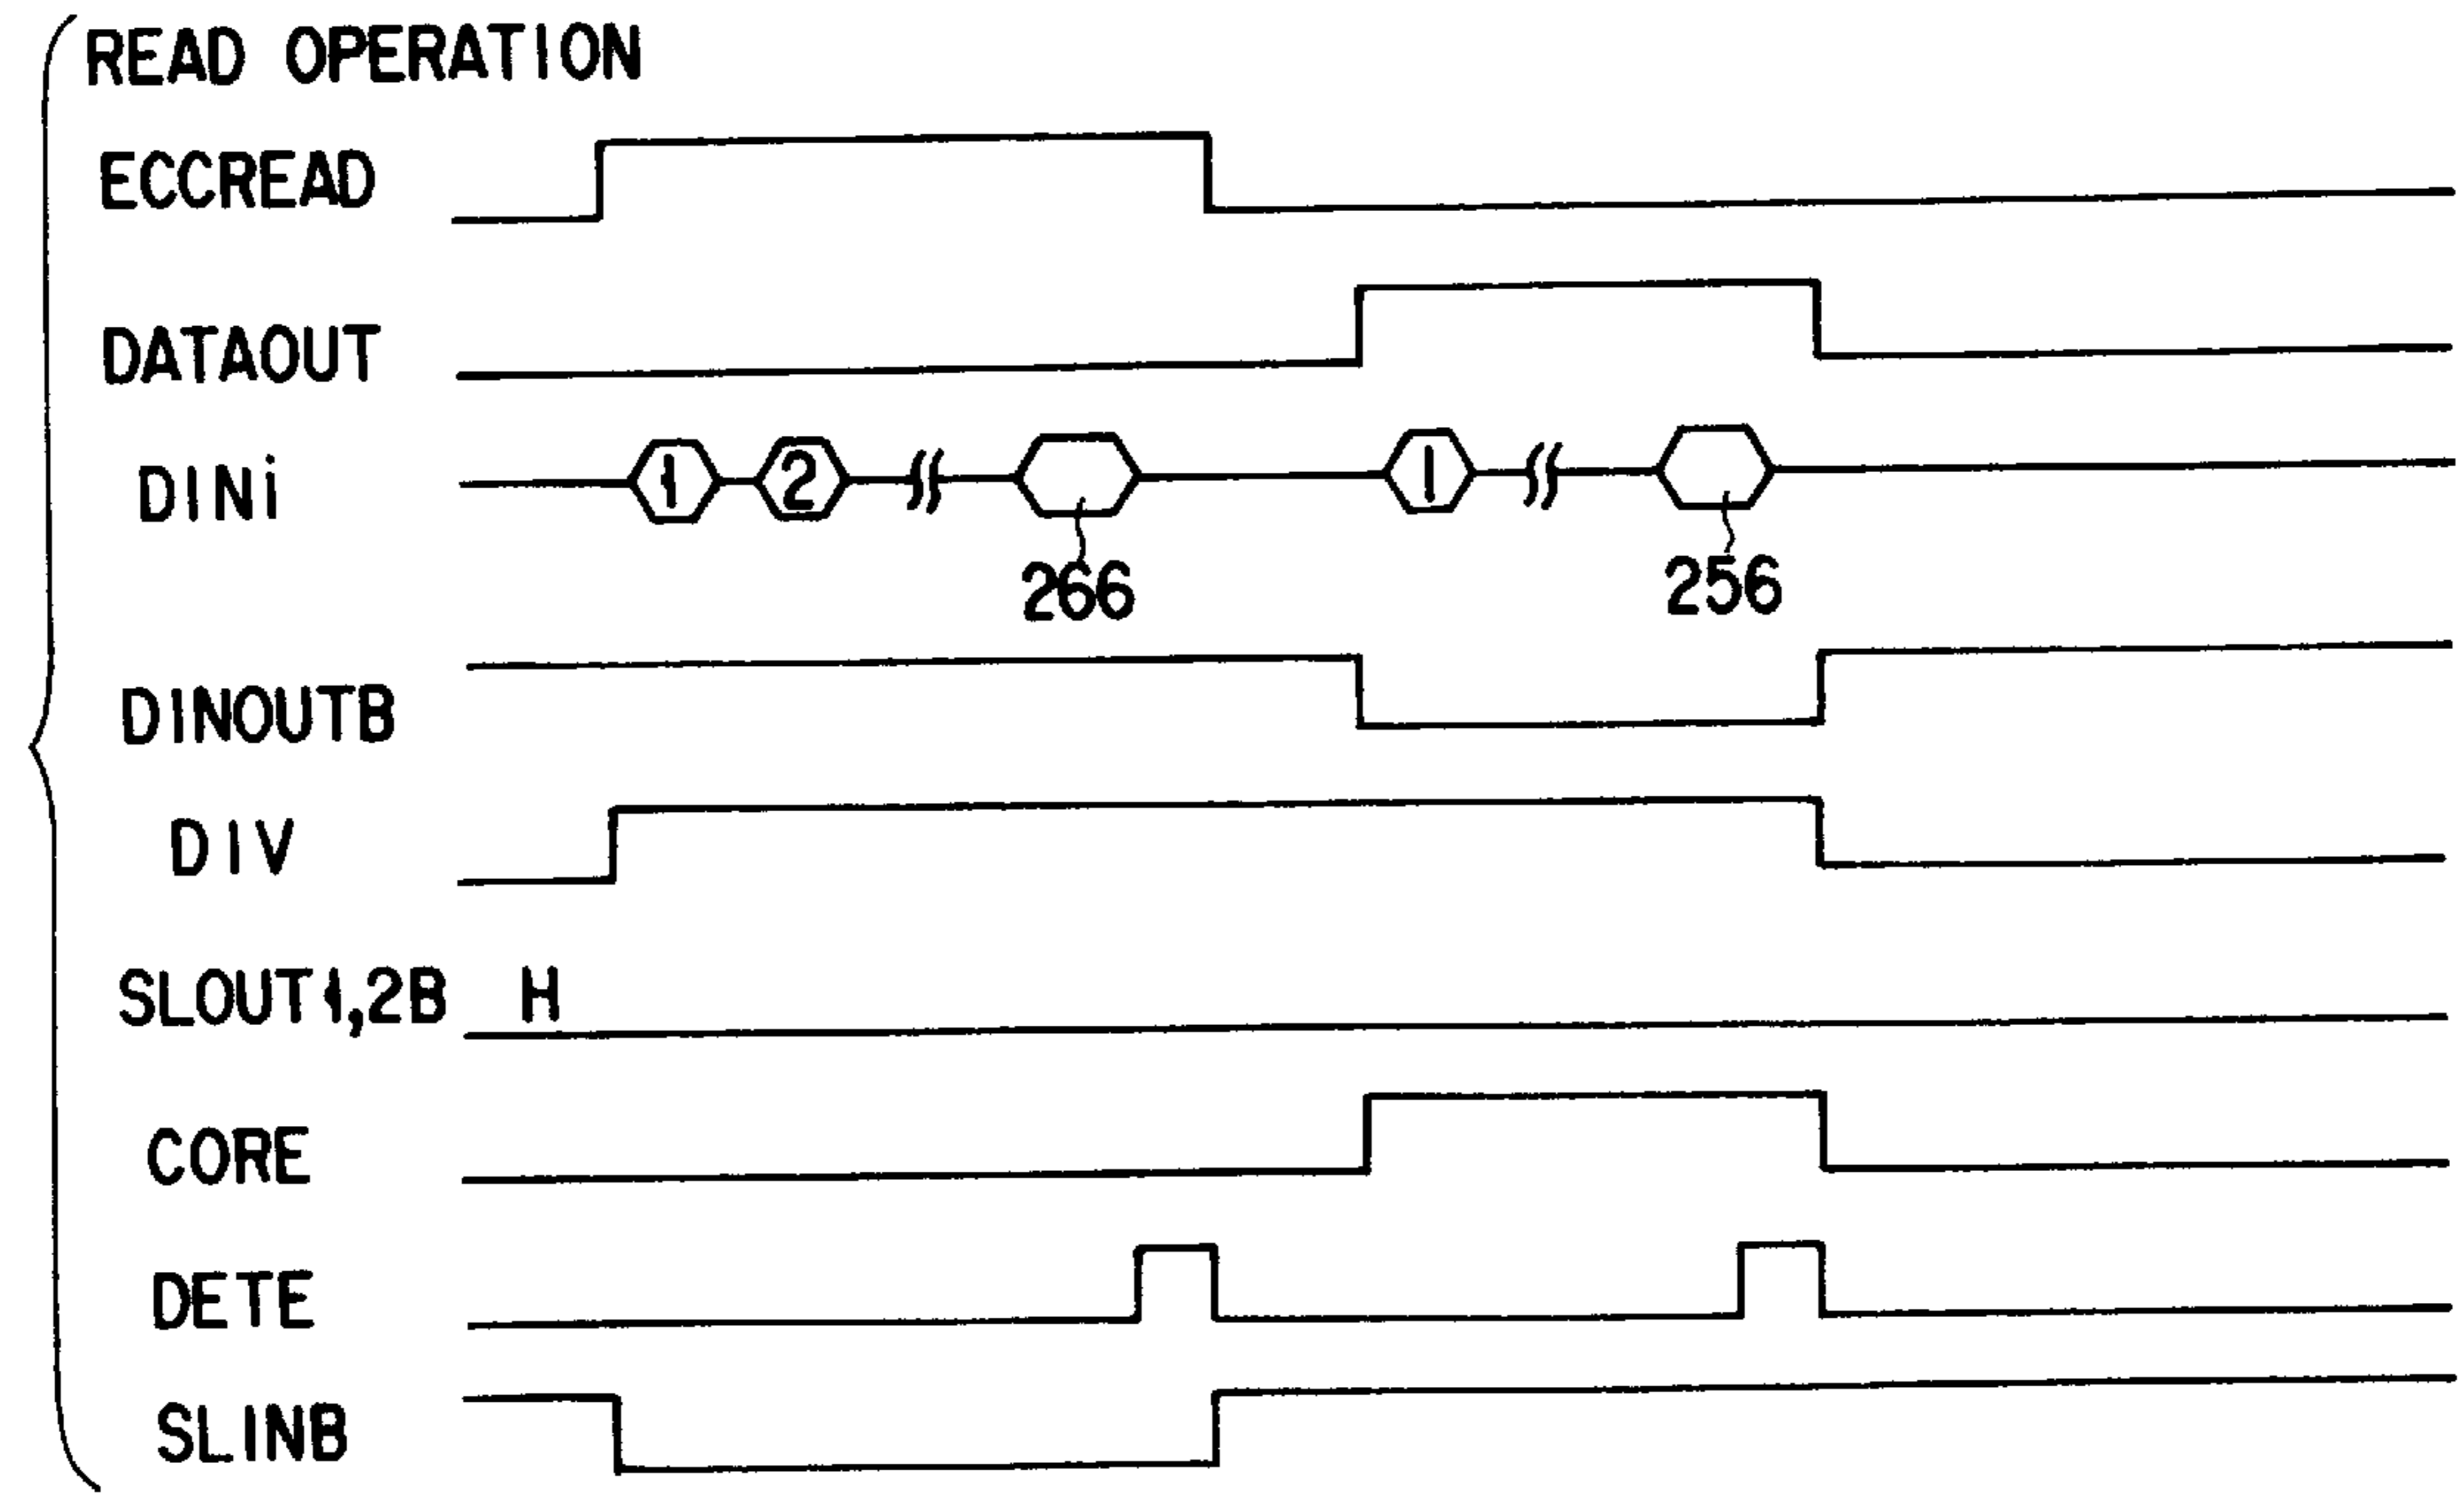 READ OPERATION
ECCREAD
DATAOUT
DINi
1 2 1
266 256
DINOUTB
DIV
SLOUT1,2B H
CORE
DETE
SLINB